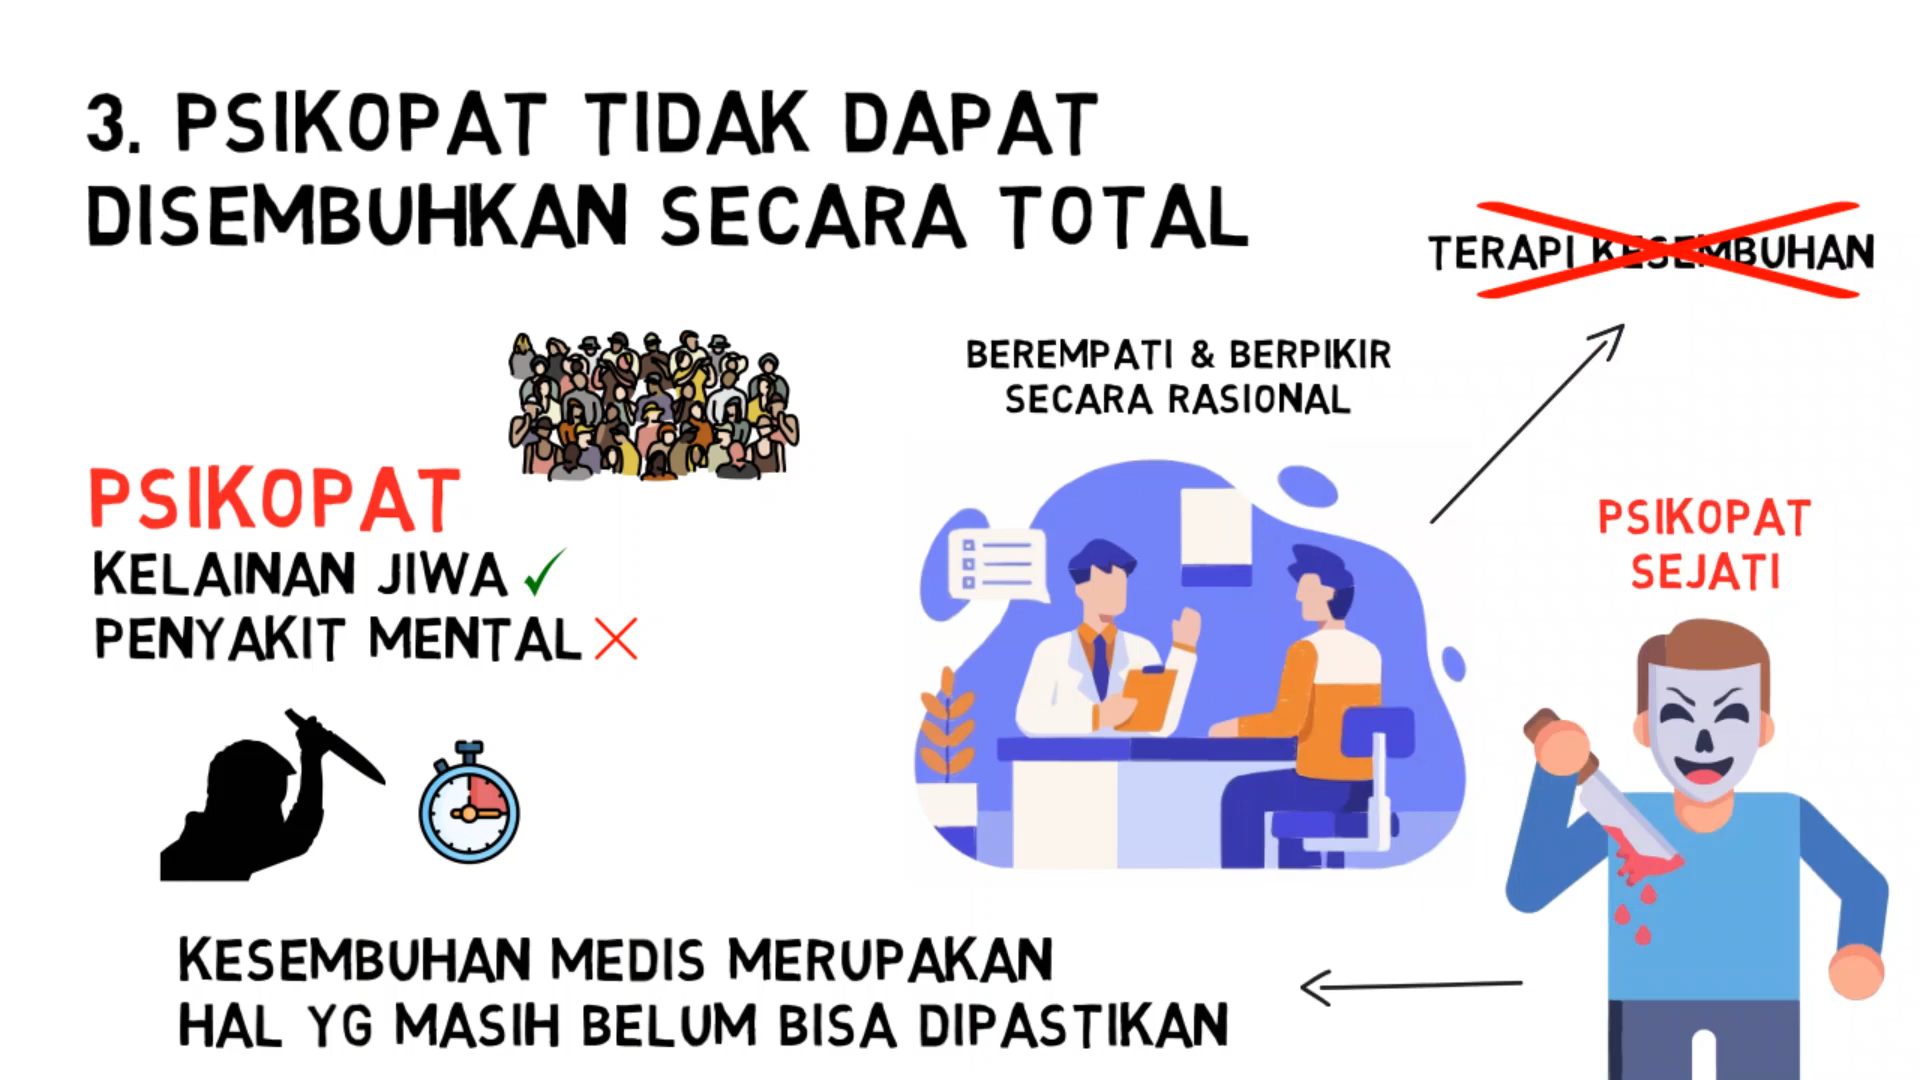 3. PSIKOPAT TIDAK DAPAT
DISEMBUHKAN SECARA TOTAL
TERAPI KESEMBUHAN
BEREMPATI & BERPIKIR
SECARA RASIONAL
PSIKOPAT
KELAINAN JIWA
PENYAKIT MENTAL
PSIKOPAT
SEJATI
KESEMBUHAN MEDIS MERUPAKAN
HAL YG MASIH BELUM BISA DIPASTIKAN